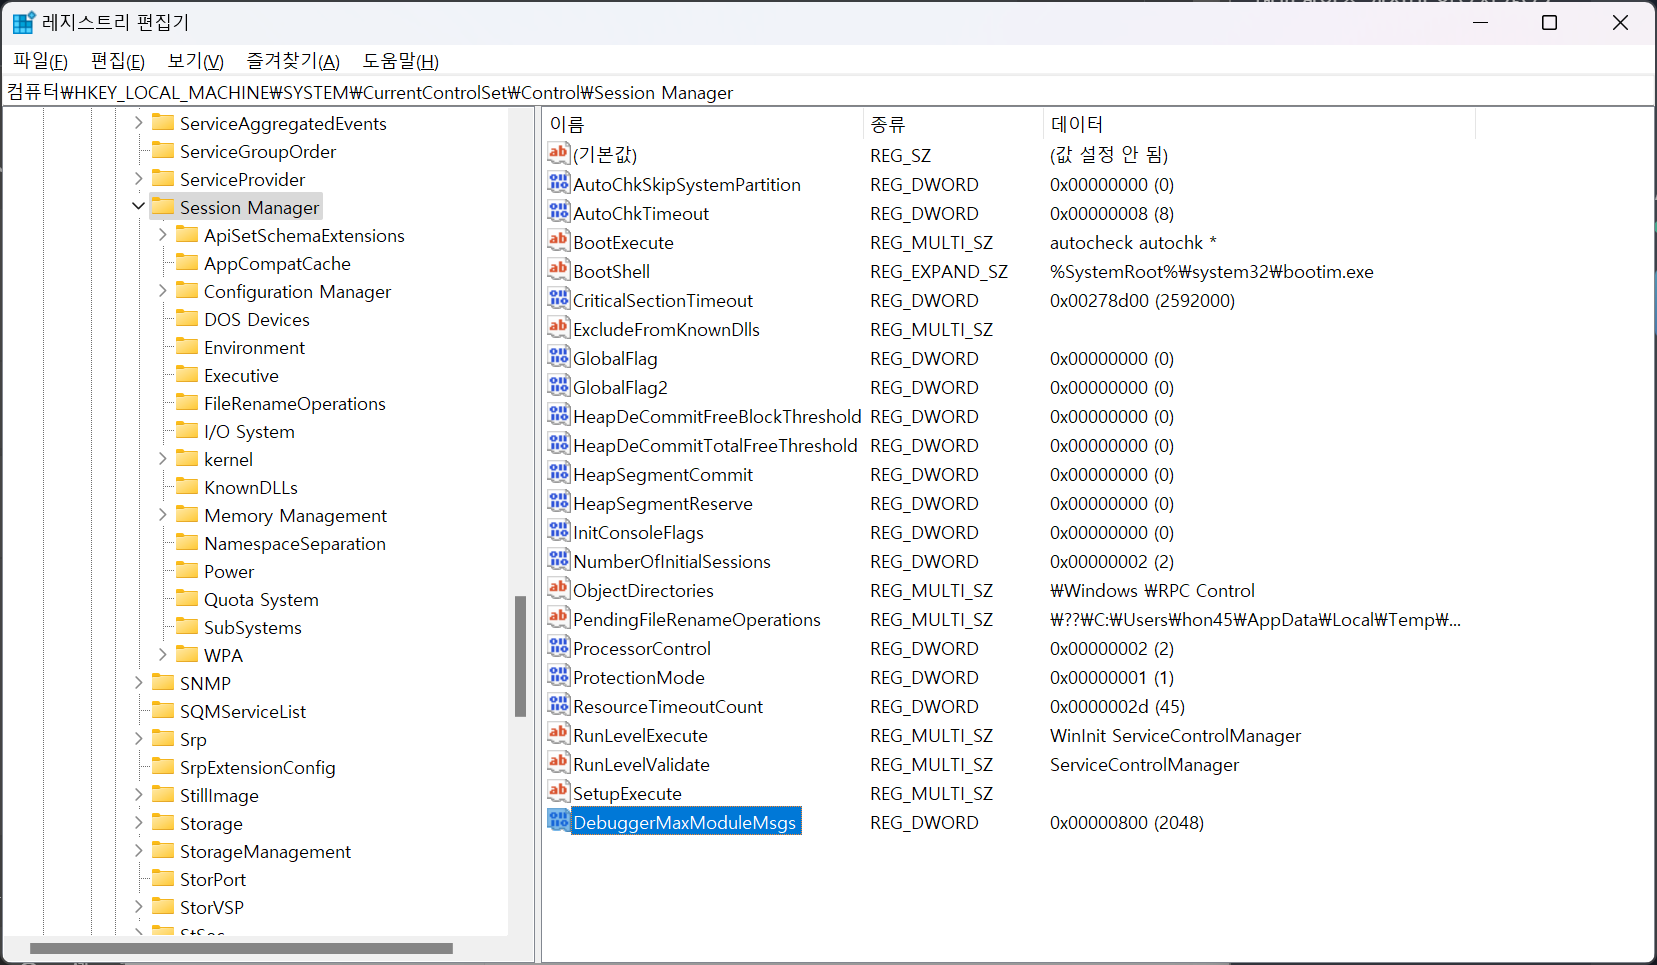 레지스트리 편집기
파일(F) 편집(E) 보기(V) 즐겨찾기(A) 도움말(H)
컴퓨터₩HKEY_LOCAL_MACHINE₩SYSTEM₩CurrentControlSet₩Control₩Session Manager
ServiceAggregatedEvents
ServiceGroupOrder
ServiceProvider
Session Manager
ApiSetSchemaExtensions
AppCompatCache
Configuration Manager
DOS Devices
Environment
Executive
FileRenameOperations
I/O System
kernel
KnownDLLs
Memory Management
NamespaceSeparation
Power
Quota System
SubSystems
WPA
SNMP
SQMServiceList
Srp
SrpExtensionConfig
StillImage
Storage
StorageManagement
StorPort
StorVSP
이름 종류 데이터
(기본값) REG_SZ (값 설정 안 됨)
AutoChkSkipSystemPartition REG_DWORD 0x00000000 (0)
AutoChkTimeout REG_DWORD 0x00000008 (8)
BootExecute REG_MULTI_SZ autocheck autochk *
BootShell REG_EXPAND_SZ %SystemRoot%₩system32₩bootim.exe
CriticalSectionTimeout REG_DWORD 0x00278d00 (2592000)
ExcludeFromKnownDlls REG_MULTI_SZ
GlobalFlag REG_DWORD 0x00000000 (0)
GlobalFlag2 REG_DWORD 0x00000000 (0)
HeapDeCommitFreeBlockThreshold REG_DWORD 0x00000000 (0)
HeapDeCommitTotalFreeThreshold REG_DWORD 0x00000000 (0)
HeapSegmentCommit REG_DWORD 0x00000000 (0)
HeapSegmentReserve REG_DWORD 0x00000000 (0)
InitConsoleFlags REG_DWORD 0x00000000 (0)
NumberOfInitialSessions REG_DWORD 0x00000002 (2)
ObjectDirectories REG_MULTI_SZ ₩Windows ₩RPC Control
PendingFileRenameOperations REG_MULTI_SZ ₩??₩C:₩Users₩hon45₩AppData₩Local₩Temp₩...
ProcessorControl REG_DWORD 0x00000002 (2)
ProtectionMode REG_DWORD 0x00000001 (1)
ResourceTimeoutCount REG_DWORD 0x0000002d (45)
RunLevelExecute REG_MULTI_SZ WinInit ServiceControlManager
RunLevelValidate REG_MULTI_SZ ServiceControlManager
SetupExecute REG_MULTI_SZ
DebuggerMaxModuleMsgs REG_DWORD 0x00000800 (2048)